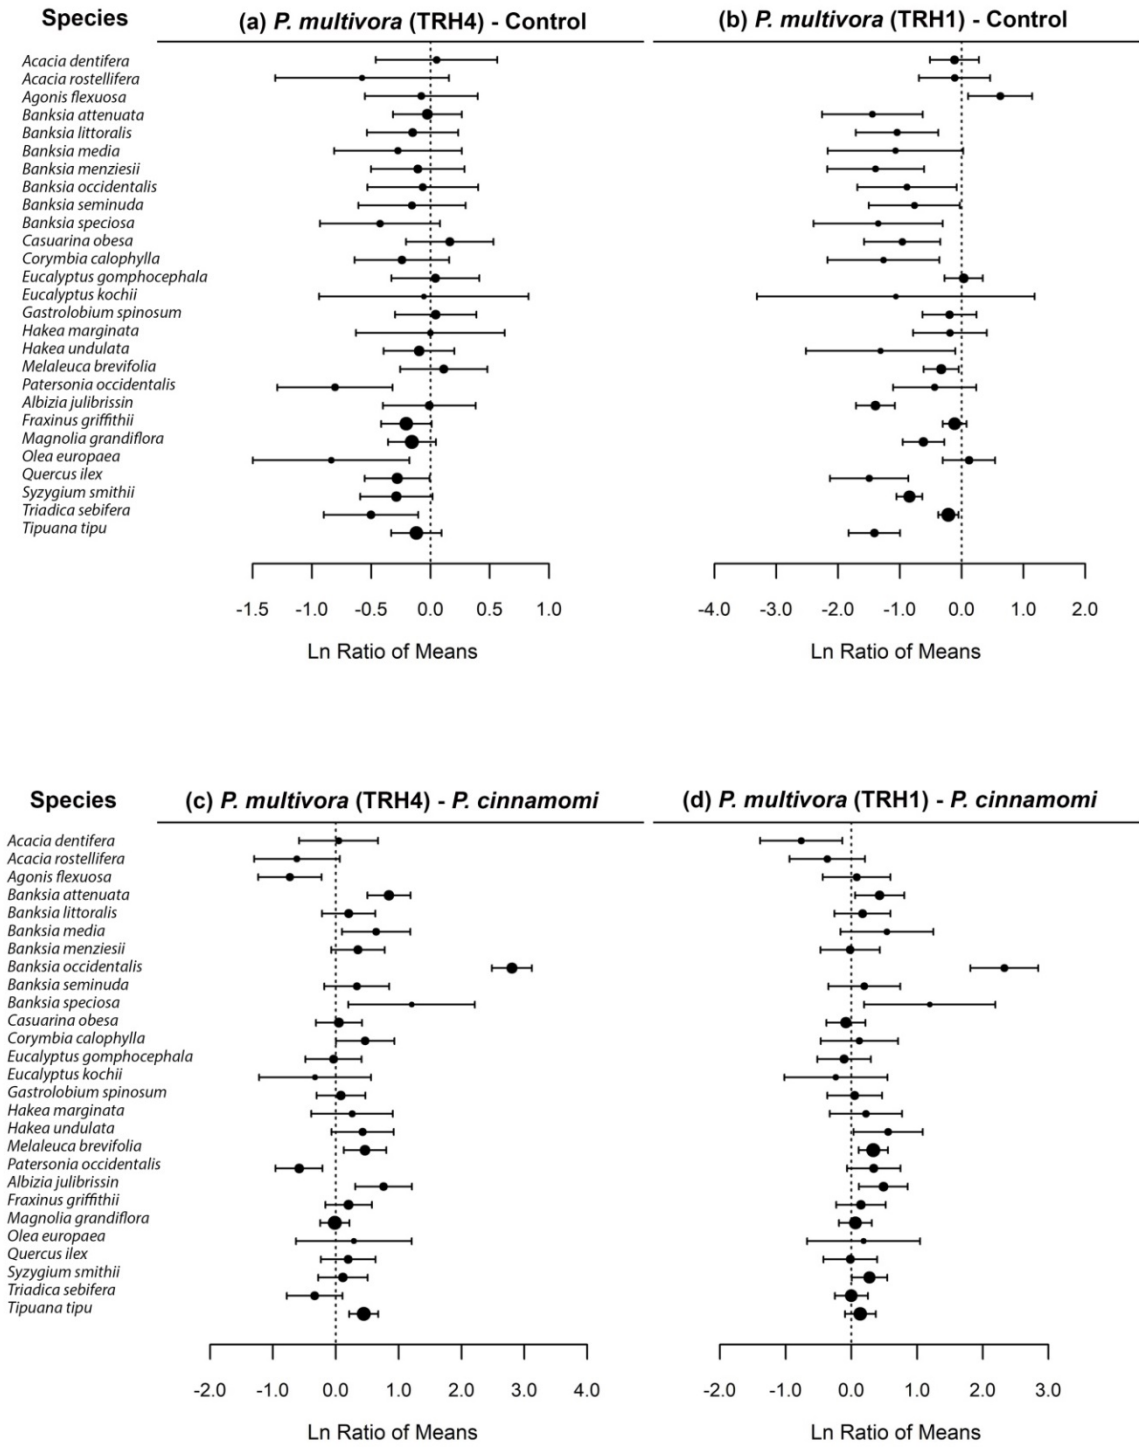 Species (a) P. multivora (TRH4) - Control (b) P. multivora (TRH1) - Control
Acacia dentifera
Acacia rostellifera
Agonis flexuosa
Banksia attenuata
Banksia littoralis
Banksia media
Banksia menziesii
Banksia occidentalis
Banksia seminuda
Banksia speciosa
Casuarina obesa
Corymbia calophylla
Eucalyptus gomphocephala
Eucalyptus kochii
Gastrolobium spinosum
Hakea marginata
Hakea undulata
Melaleuca brevifolia
Patersonia occidentalis
Albizia julibrissin
Fraxinus griffithii
Magnolia grandiflora
Olea europaea
Quercus ilex
Syzygium smithii
Triadica sebifera
Tipuana tipu
-1.5 -1.0 -0.5 0.0 0.5 1.0 -4.0 -3.0 -2.0 -1.0 0.0 1.0 2.0
Ln Ratio of Means Ln Ratio of Means
Species (c) P. multivora (TRH4) - P. cinnamomi (d) P. multivora (TRH1) - P. cinnamomi
Acacia dentifera
Acacia rostellifera
Agonis flexuosa
Banksia attenuata
Banksia littoralis
Banksia media
Banksia menziesii
Banksia occidentalis
Banksia seminuda
Banksia speciosa
Casuarina obesa
Corymbia calophylla
Eucalyptus gomphocephala
Eucalyptus kochii
Gastrolobium spinosum
Hakea marginata
Hakea undulata
Melaleuca brevifolia
Patersonia occidentalis
Albizia julibrissin
Fraxinus griffithii
Magnolia grandiflora
Olea europaea
Quercus ilex
Syzygium smithii
Triadica sebifera
Tipuana tipu
-2.0 -1.0 0.0 1.0 2.0 3.0 4.0 -2.0 -1.0 0.0 1.0 2.0 3.0
Ln Ratio of Means Ln Ratio of Means